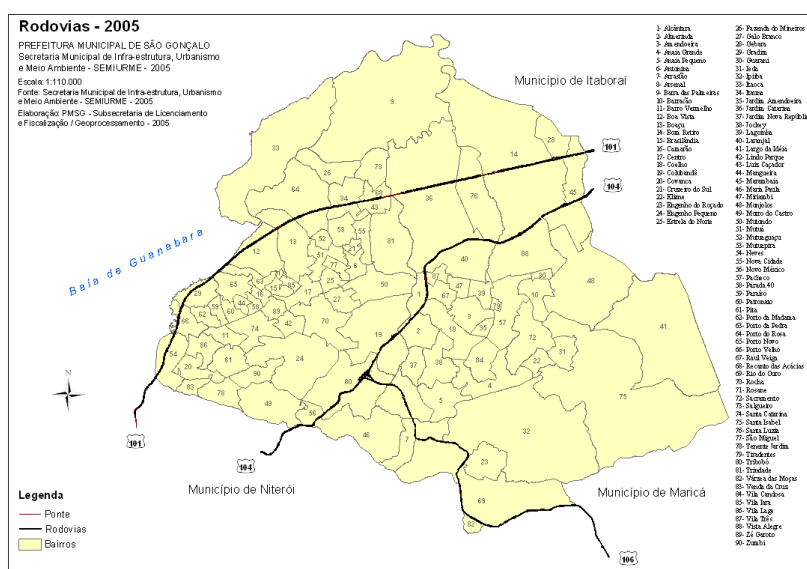 Rodovias - 2005
PREFEITURA MUNICIPAL DE SÃO GONÇALO
Secretaria Municipal de Infra-estrutura, Urbanismo
e Meio Ambiente - SEMIURME - 2005
Escala: 1:110.000
Fonte: Secretaria Municipal de Infra-estrutura, Urbanismo
e Meio Ambiente - SEMIURME - 2005
Elaboração: PMSG - Subsecretaria de Licenciamento
e Fiscalização / Geoprocessamento - 2005
Município de Itaboraí
Baía de Guanabara
Município de Niterói
Município de Maricá
101
104
101
104
106
N
Legenda
Ponte
Rodovias
Bairros
1- Alcântara
2- Almerinda
3- Amendoeira
4- Anaia Grande
5- Anaia Pequeno
6- Antonina
7- Arrastão
8- Arsenal
9- Barra das Palmeiras
10- Barracão
11- Barro Vermelho
12- Boa Vista
13- Boaçu
14- Bom Retiro
15- Brasilândia
16- Camarão
17- Centro
18- Coelho
19- Colubandê
20- Covanca
21- Cruzeiro do Sul
22- Eliane
23- Engenho do Roçado
24- Engenho Pequeno
25- Estrela do Norte
26- Fazenda do Mineiros
27- Galo Branco
28- Gebara
29- Gradim
30- Guarani
31- Ieda
32- Ipiíba
33- Itaoca
34- Itaúna
35- Jardim Amendoeira
36- Jardim Catarina
37- Jardim Nova Repúbli
38- Jockey
39- Lagoinha
40- Laranjal
41- Largo da Idéia
42- Lindo Parque
43- Luiz Caçador
44- Mangueira
45- Marambaia
46- Maria Paula
47- Miriambi
48- Monjolos
49- Morro do Castro
50- Mutondo
51- Mutuá
52- Mutuaguaçu
53- Mutuapira
54- Neves
55- Nova Cidade
56- Novo México
57- Pacheco
58- Parada 40
59- Paraíso
60- Patronato
61- Pita
62- Porto da Madama
63- Porto da Pedra
64- Porto do Rosa
65- Porto Novo
66- Porto Velho
67- Raul Veiga
68- Recanto das Acácias
69- Rio do Ouro
70- Rocha
71- Rosane
72- Sacramento
73- Salgueiro
74- Santa Catarina
75- Santa Isabel
76- Santa Luzia
77- São Miguel
78- Tenente Jardim
79- Tiradentes
80- Tribobó
81- Trindade
82- Várzea das Moças
83- Venda da Cruz
84- Vila Candosa
85- Vila Iara
86- Vila Lage
87- Vila Três
88- Vista Alegre
89- Zé Garoto
90- Zumbi